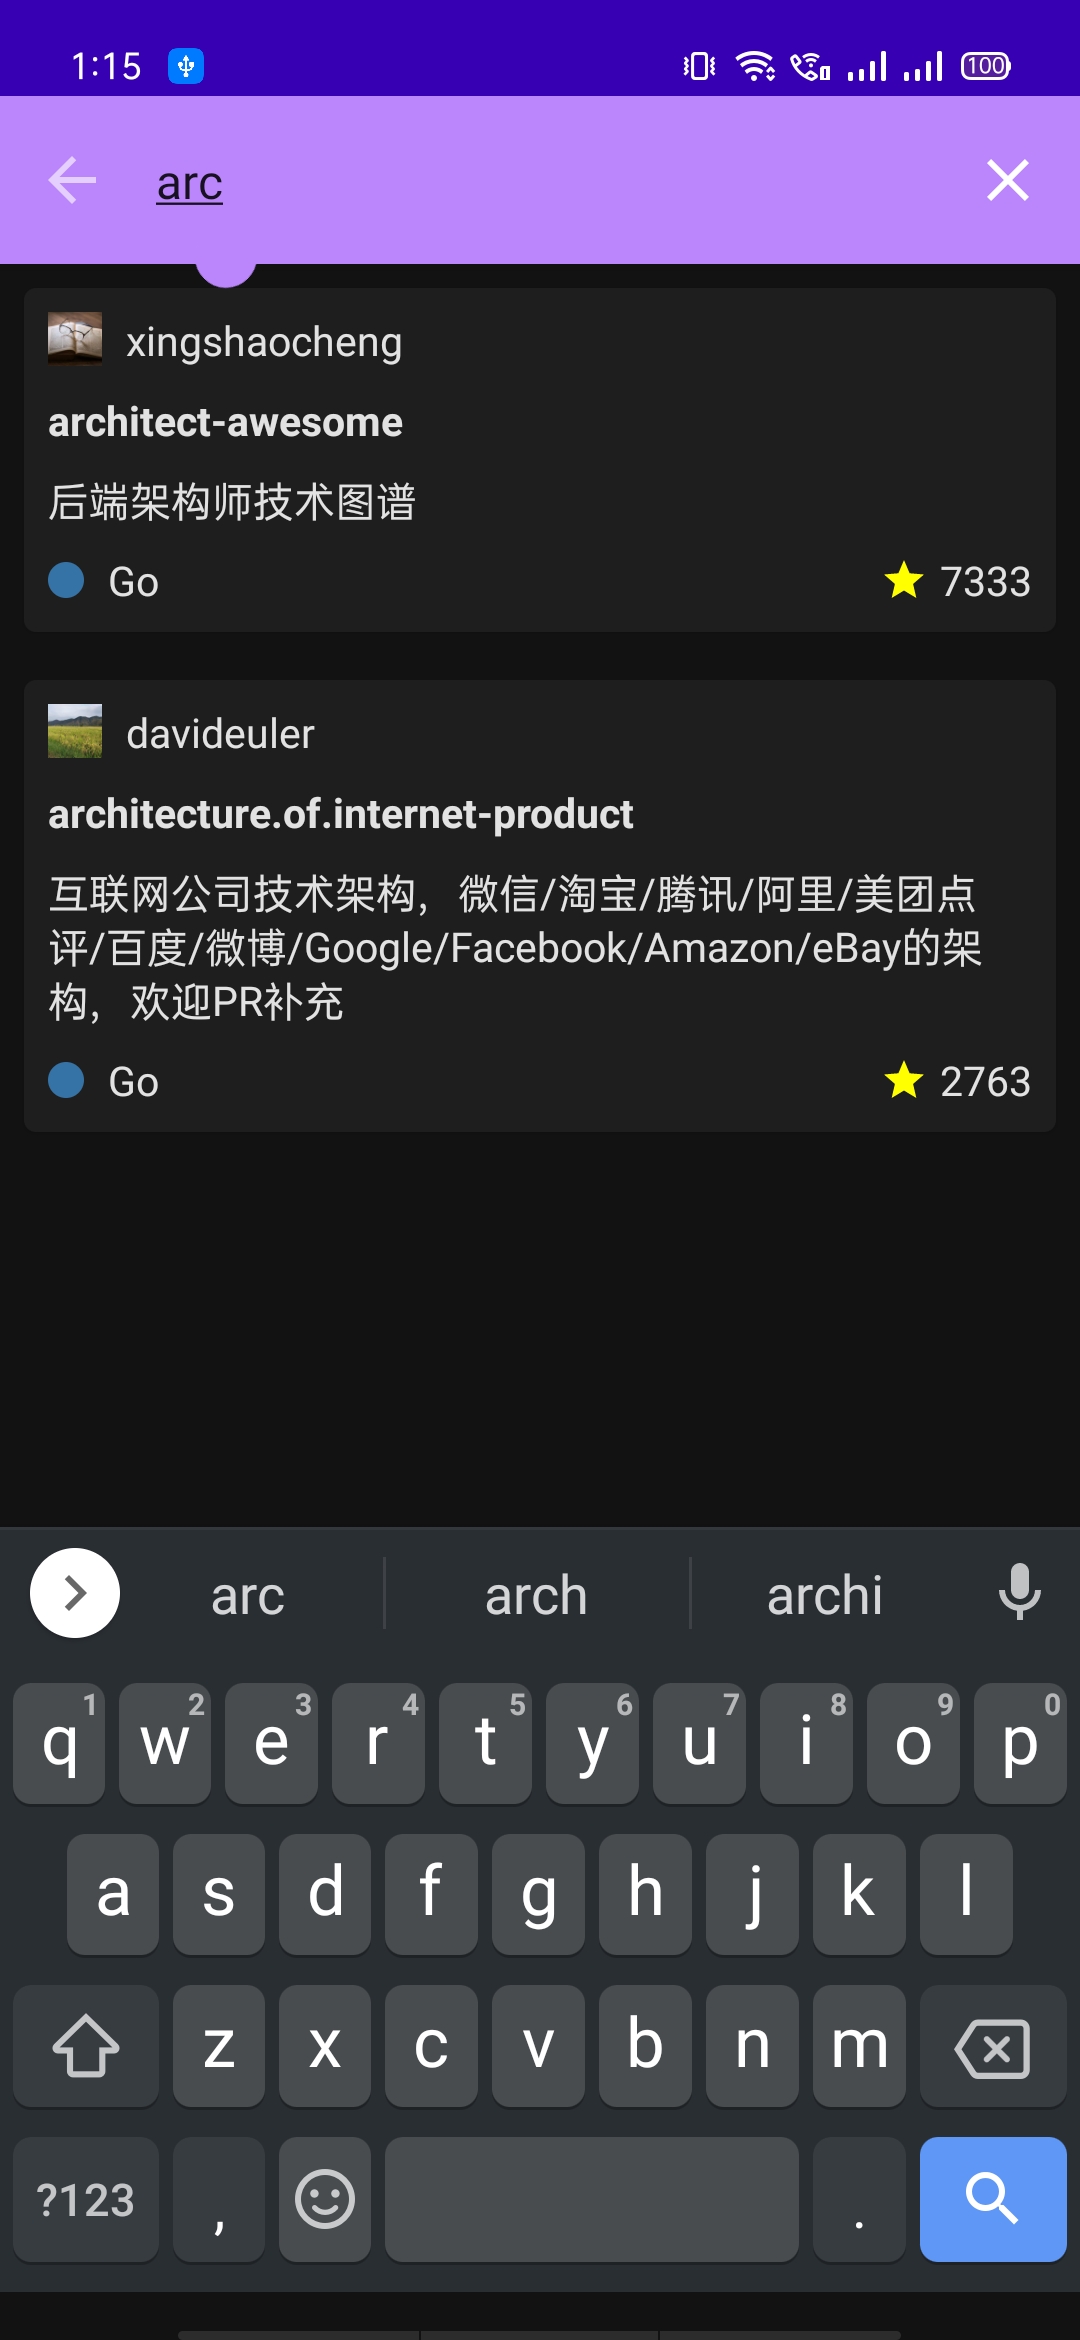 1:15
100
arc
xingshaocheng
architect-awesome
后端架构师技术图谱
Go
7333
davideuler
architecture.of.internet-product
互联网公司技术架构，微信/淘宝/腾讯/阿里/美团点
评/百度/微博/Google/Facebook/Amazon/eBay的架
构，欢迎PR补充
Go
2763
arc arch archi
q 1 w 2 e 3 r 4 t 5 y 6 u 7 i 8 o 9 p 0
a s d f g h j k l
z x c v b n m
?123 , .